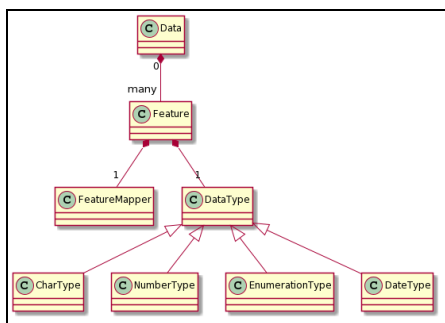 C Data
0
many
C Feature
1 1
C FeatureMapper C DataType
C CharType C NumberType C EnumerationType C DateType